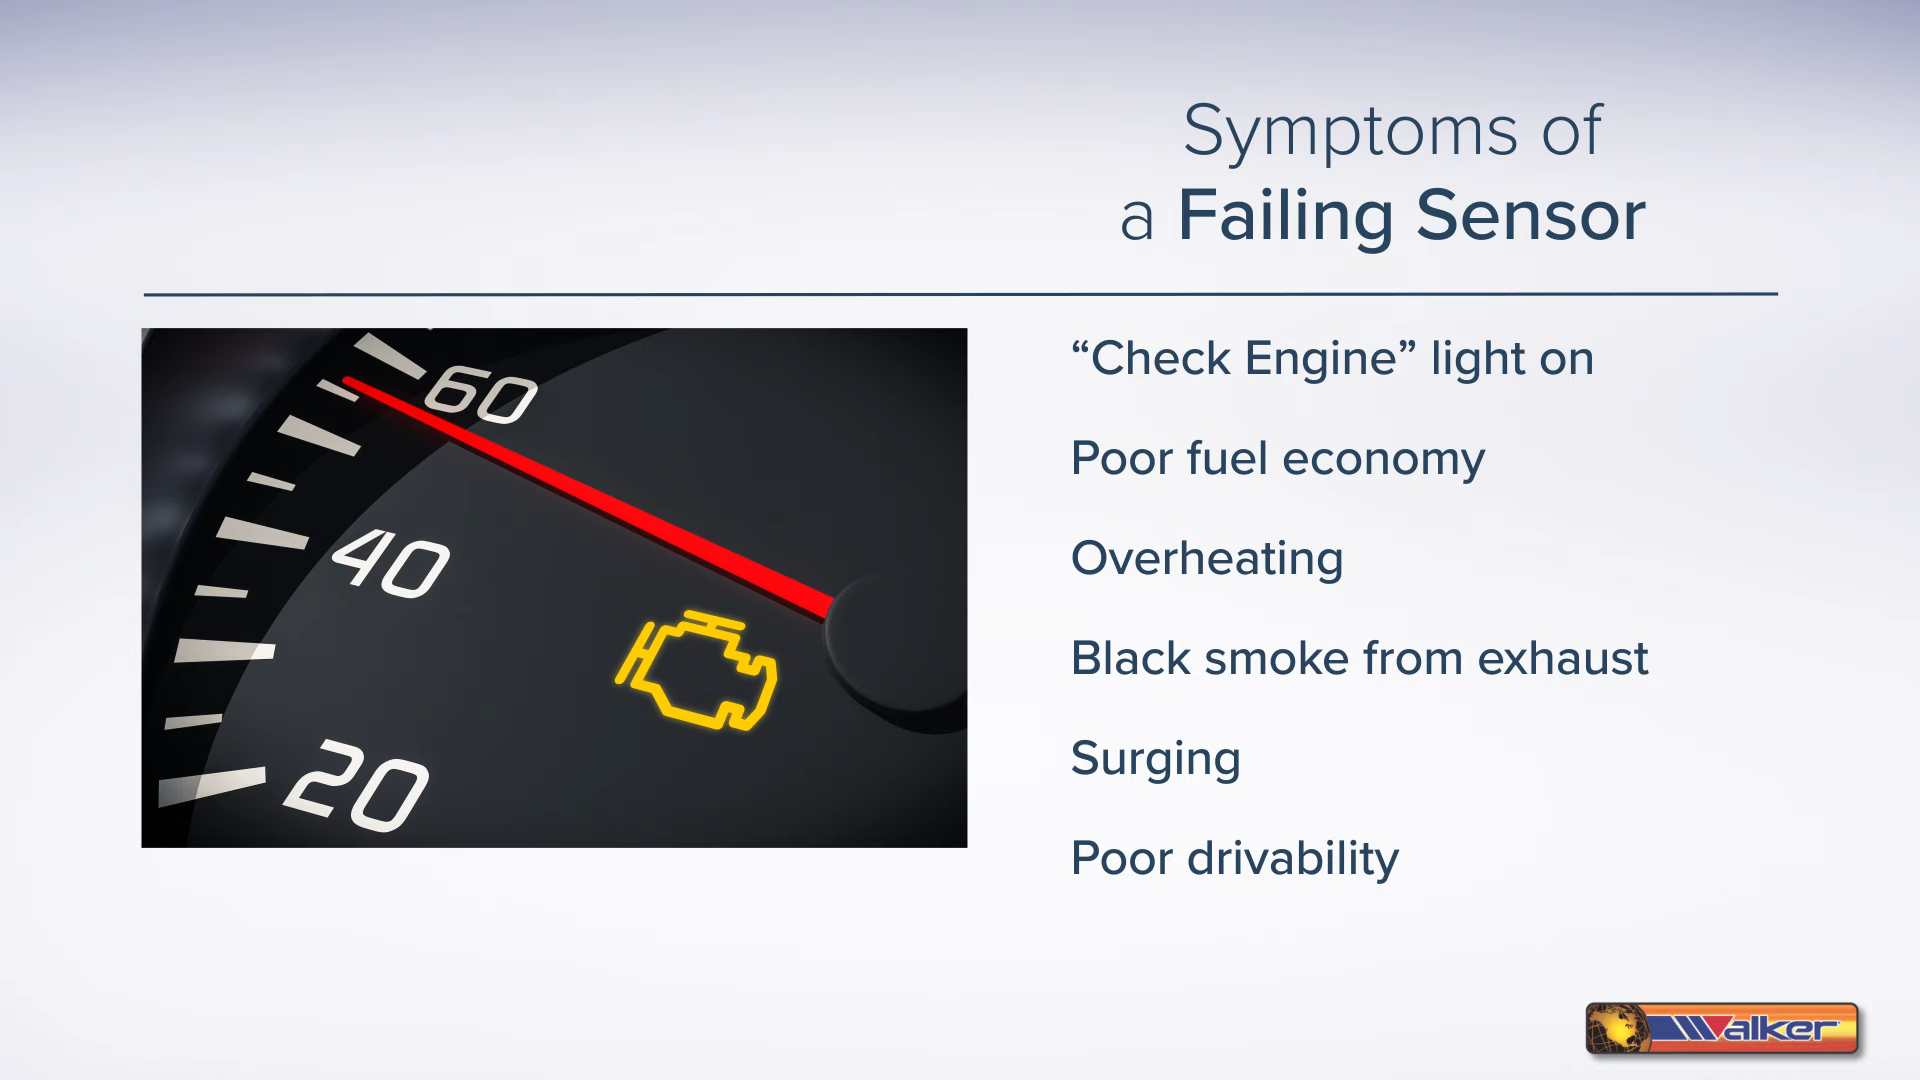 Symptoms of
a Failing Sensor
60
40
20
“Check Engine” light on
Poor fuel economy
Overheating
Black smoke from exhaust
Surging
Poor drivability
Walker